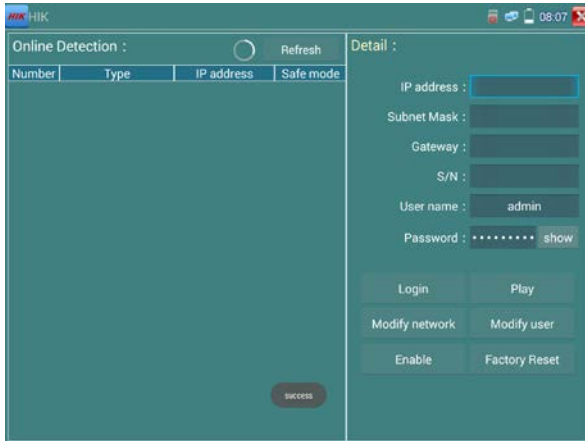 HIK HIK 08:07
Online Detection : Refresh
Number Type IP address Safe mode
success
Detail :
IP address :
Subnet Mask :
Gateway :
S/N :
User name : admin
Password : ········· show
Login Play
Modify network Modify user
Enable Factory Reset